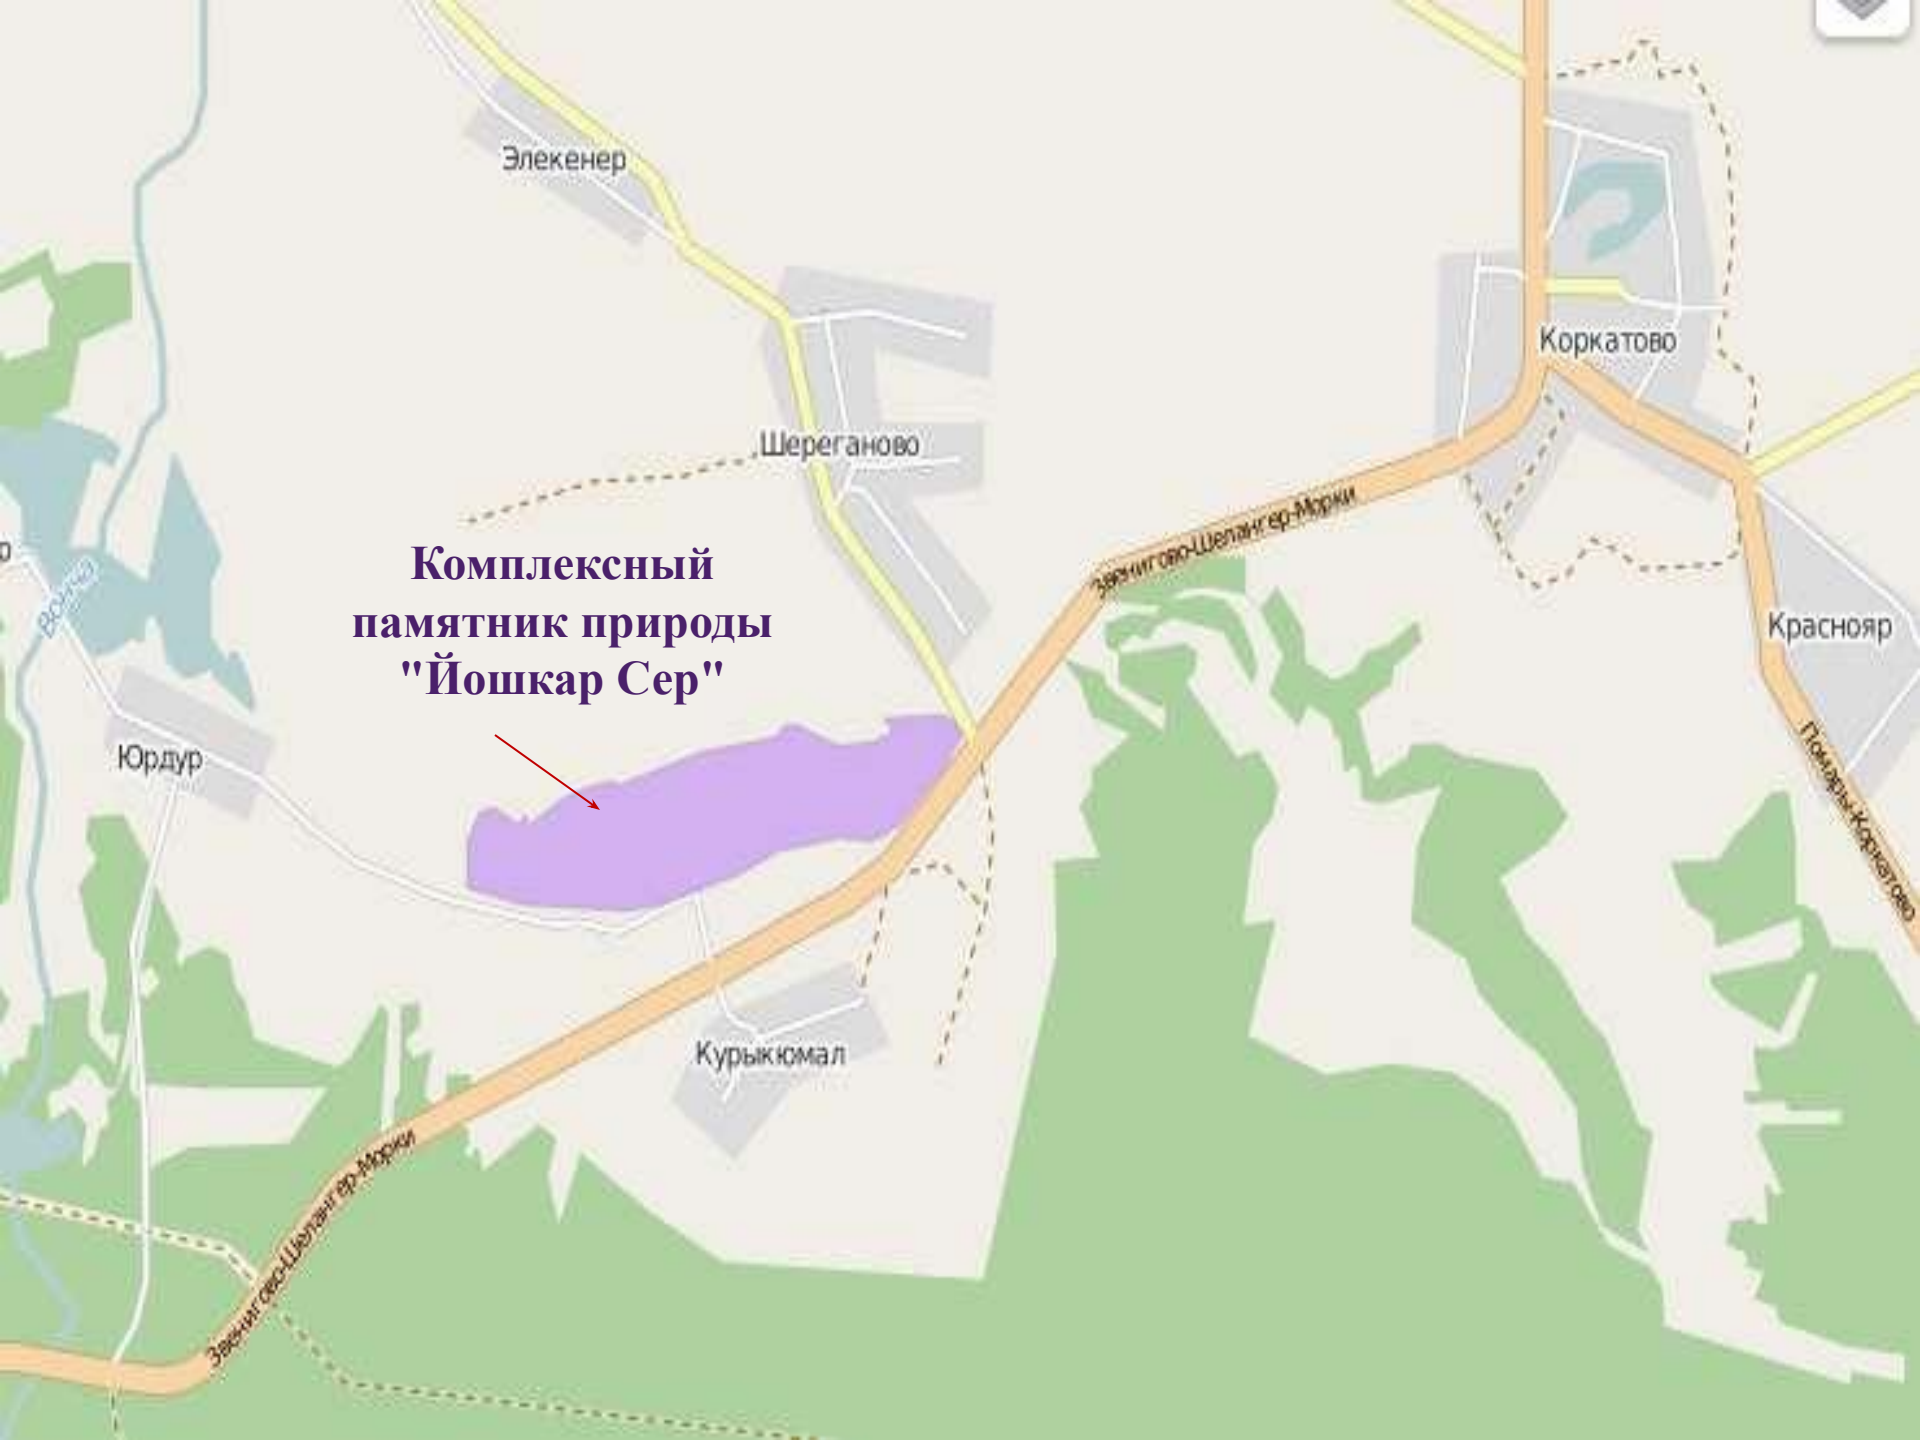 Элекенер
Коркатово
Шереганово
Звенигово-Шелангер-Морки
Комплексный
памятник природы
"Йошкар Сер"
Краснояр
Юрдур
Помары-Коркатово
Курыкюмал
Звенигово-Шелангер-Морки